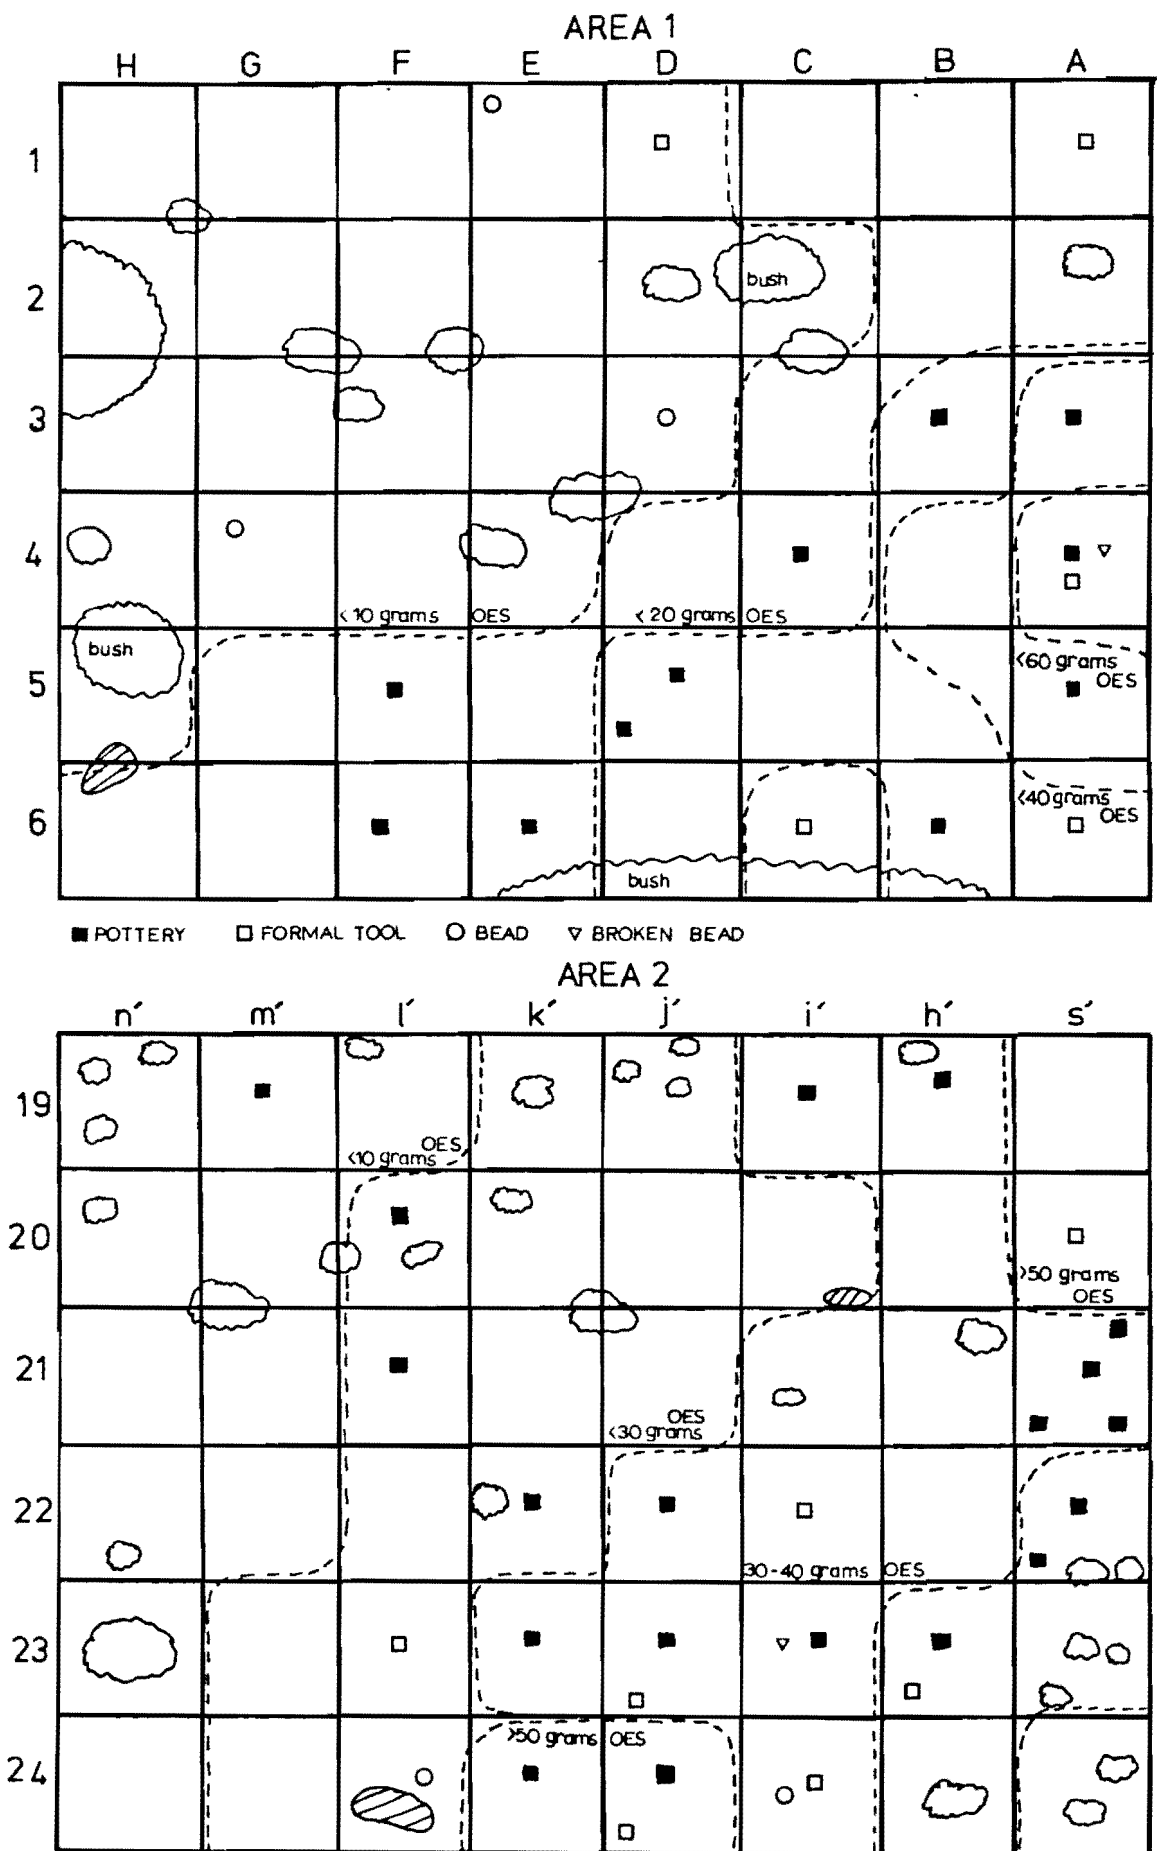 AREA 1
H G F E D C B A
1
2
bush
3
4
<10 grams OES
<20 grams OES
5
bush
<60 grams
OES
6
<40 grams
OES
bush
POTTERY FORMAL TOOL BEAD BROKEN BEAD
AREA 2
n´ m´ l´ k´ j´ i´ h´ s´
19
OES
<10 grams
20
>50 grams
OES
21
OES
<30 grams
22
30-40 grams OES
23
>50 grams OES
24